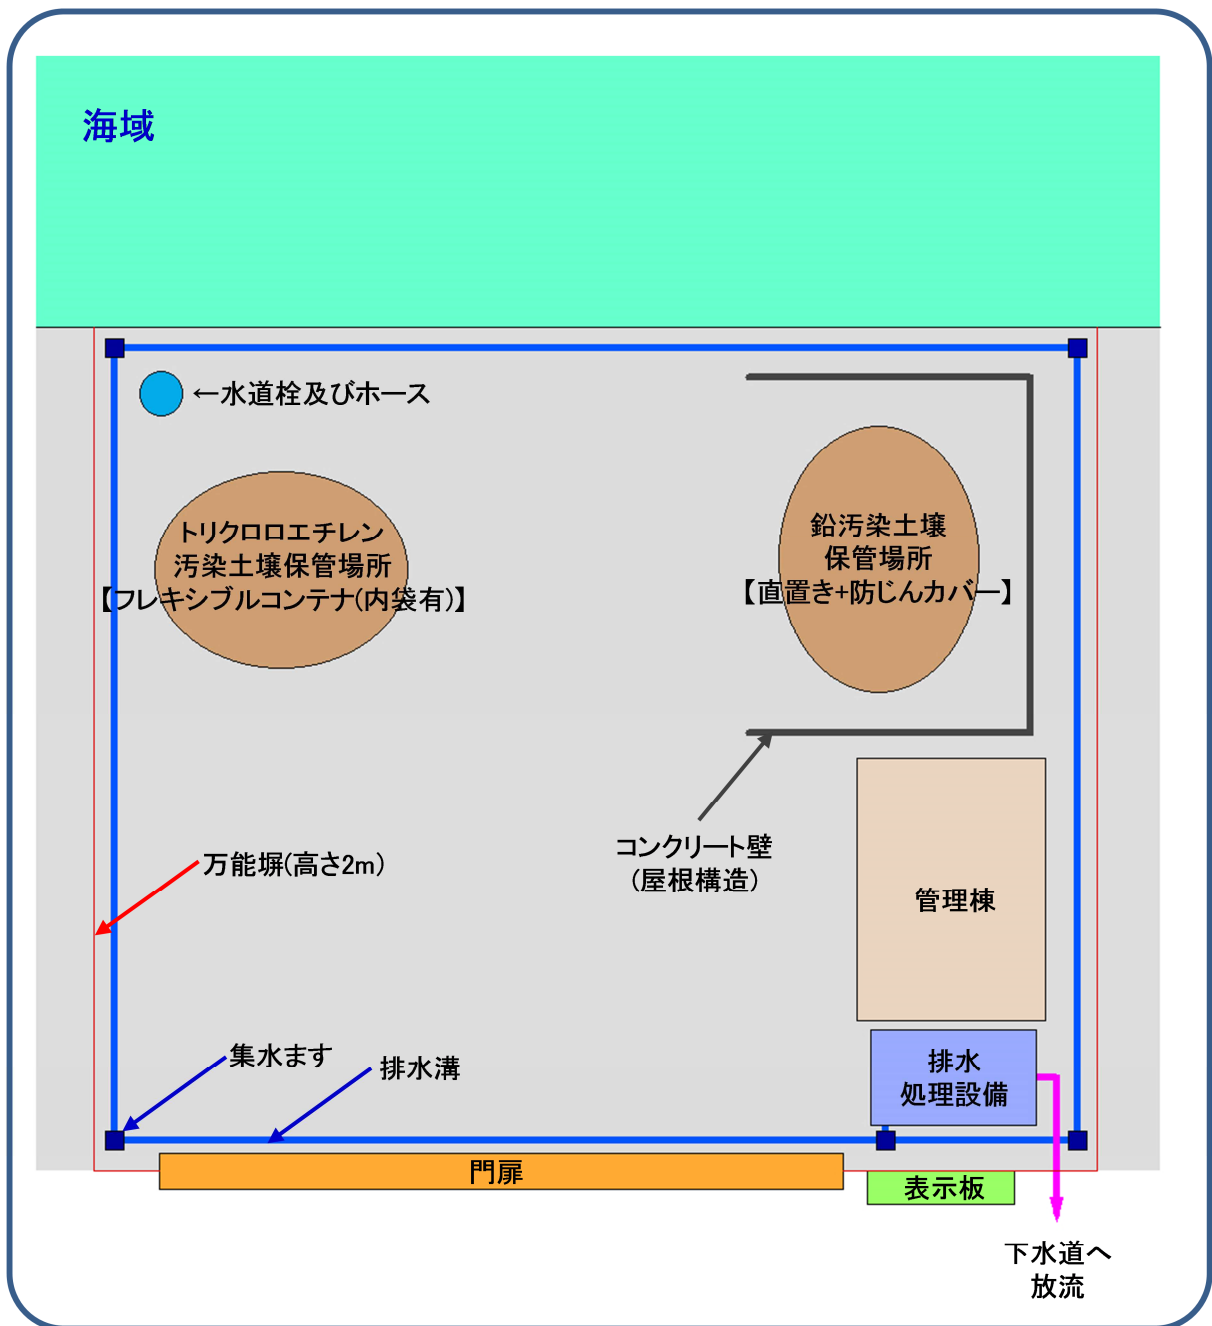 海域
←水道栓及びホース
トリクロロエチレン
汚染土壌保管場所
【フレキシブルコンテナ(内袋有)】
鉛汚染土壌
保管場所
【直置き+防じんカバー】
コンクリート壁
(屋根構造)
万能塀(高さ2m)
管理棟
集水ます
排水溝
排水
処理設備
門扉
表示板
下水道へ
放流